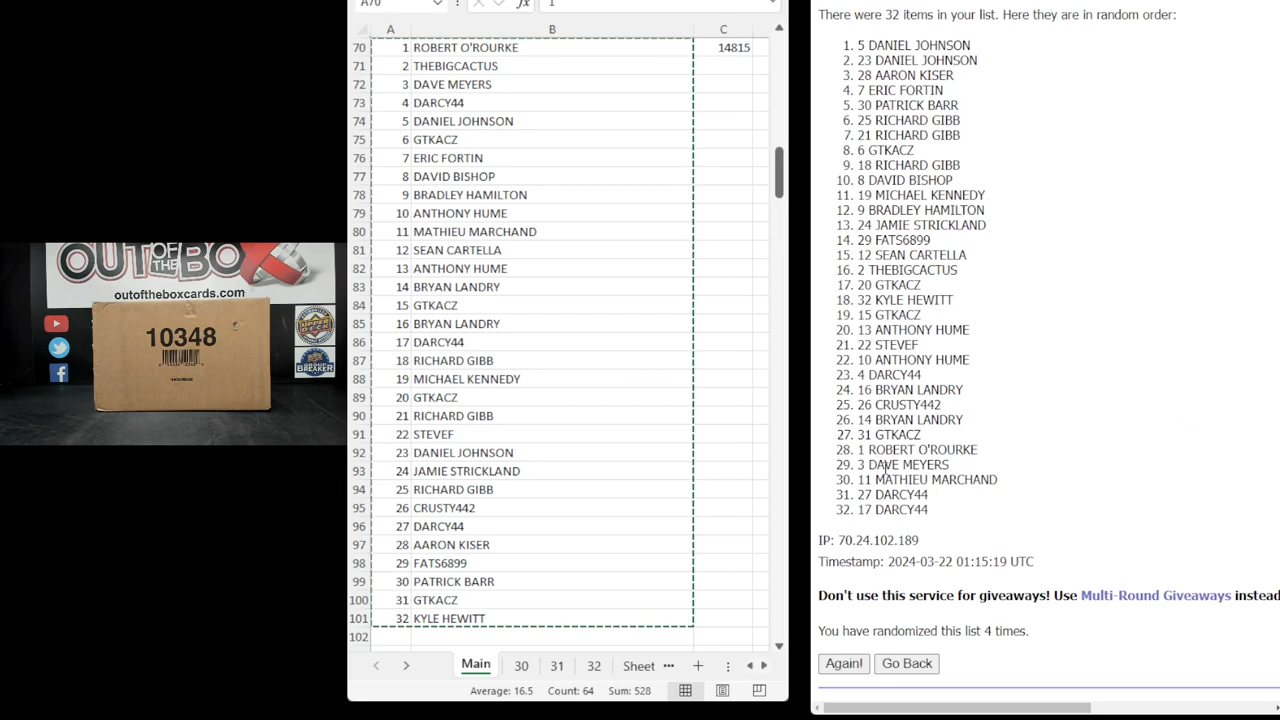 OUT OF THE BOX
outoftheboxcards.com
10348
UPPER DECK
GROUP BREAKER
A70
fx
1
A B C
70 1 ROBERT O'ROURKE 14815
71 2 THEBIGCACTUS
72 3 DAVE MEYERS
73 4 DARCY44
74 5 DANIEL JOHNSON
75 6 GTKACZ
76 7 ERIC FORTIN
77 8 DAVID BISHOP
78 9 BRADLEY HAMILTON
79 10 ANTHONY HUME
80 11 MATHIEU MARCHAND
81 12 SEAN CARTELLA
82 13 ANTHONY HUME
83 14 BRYAN LANDRY
84 15 GTKACZ
85 16 BRYAN LANDRY
86 17 DARCY44
87 18 RICHARD GIBB
88 19 MICHAEL KENNEDY
89 20 GTKACZ
90 21 RICHARD GIBB
91 22 STEVEF
92 23 DANIEL JOHNSON
93 24 JAMIE STRICKLAND
94 25 RICHARD GIBB
95 26 CRUSTY442
96 27 DARCY44
97 28 AARON KISER
98 29 FATS6899
99 30 PATRICK BARR
100 31 GTKACZ
101 32 KYLE HEWITT
102
Main 30 31 32 Sheet ...
Average: 16.5 Count: 64 Sum: 528
There were 32 items in your list. Here they are in random order:
1. 5 DANIEL JOHNSON
2. 23 DANIEL JOHNSON
3. 28 AARON KISER
4. 7 ERIC FORTIN
5. 30 PATRICK BARR
6. 25 RICHARD GIBB
7. 21 RICHARD GIBB
8. 6 GTKACZ
9. 18 RICHARD GIBB
10. 8 DAVID BISHOP
11. 19 MICHAEL KENNEDY
12. 9 BRADLEY HAMILTON
13. 24 JAMIE STRICKLAND
14. 29 FATS6899
15. 12 SEAN CARTELLA
16. 2 THEBIGCACTUS
17. 20 GTKACZ
18. 32 KYLE HEWITT
19. 15 GTKACZ
20. 13 ANTHONY HUME
21. 22 STEVEF
22. 10 ANTHONY HUME
23. 4 DARCY44
24. 16 BRYAN LANDRY
25. 26 CRUSTY442
26. 14 BRYAN LANDRY
27. 31 GTKACZ
28. 1 ROBERT O'ROURKE
29. 3 DAVE MEYERS
30. 11 MATHIEU MARCHAND
31. 27 DARCY44
32. 17 DARCY44
IP: 70.24.102.189
Timestamp: 2024-03-22 01:15:19 UTC
Don't use this service for giveaways! Use Multi-Round Giveaways instead
You have randomized this list 4 times.
Again! Go Back